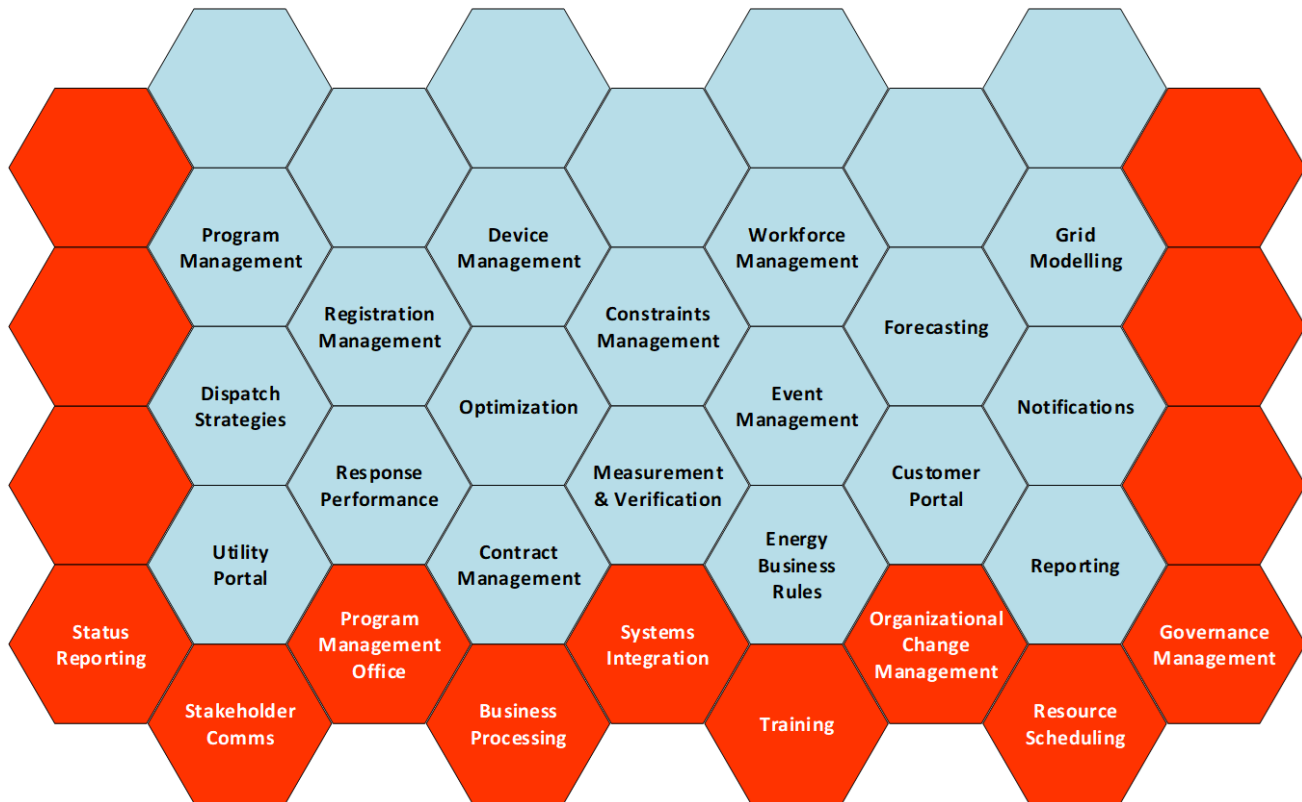 Program
Management
Device
Management
Workforce
Management
Grid
Modelling
Registration
Management
Constraints
Management
Forecasting
Dispatch
Strategies
Optimization
Event
Management
Notifications
Response
Performance
Measurement
& Verification
Customer
Portal
Utility
Portal
Contract
Management
Energy
Business
Rules
Reporting
Status
Reporting
Program
Management
Office
Systems
Integration
Organizational
Change
Management
Governance
Management
Stakeholder
Comms
Business
Processing
Training
Resource
Scheduling